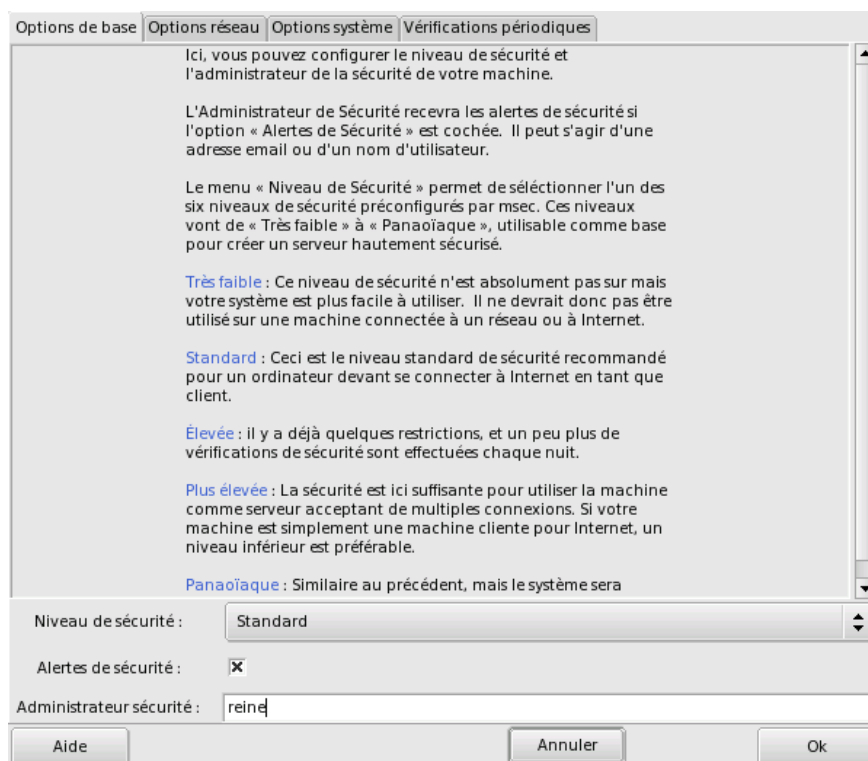 Options de base Options réseau Options système Vérifications périodiques
Ici, vous pouvez configurer le niveau de sécurité et
l'administrateur de la sécurité de votre machine.
L'Administrateur de Sécurité recevra les alertes de sécurité si
l'option « Alertes de Sécurité » est cochée.  Il peut s'agir d'une
adresse email ou d'un nom d'utilisateur.
Le menu « Niveau de Sécurité » permet de séléctionner l'un des
six niveaux de sécurité préconfigurés par msec. Ces niveaux
vont de « Très faible » à « Panaoïaque », utilisable comme base
pour créer un serveur hautement sécurisé.
Très faible : Ce niveau de sécurité n'est absolument pas sur mais
votre système est plus facile à utiliser.  Il ne devrait donc pas être
utilisé sur une machine connectée à un réseau ou à Internet.
Standard : Ceci est le niveau standard de sécurité recommandé
pour un ordinateur devant se connecter à Internet en tant que
client.
Élevée : il y a déjà quelques restrictions, et un peu plus de
vérifications de sécurité sont effectuées chaque nuit.
Plus élevée : La sécurité est ici suffisante pour utiliser la machine
comme serveur acceptant de multiples connexions. Si votre
machine est simplement une machine cliente pour Internet, un
niveau inférieur est préférable.
Panaoïaque : Similaire au précédent, mais le système sera
Niveau de sécurité : Standard
Alertes de sécurité :
Administrateur sécurité : reine
Aide Annuler Ok